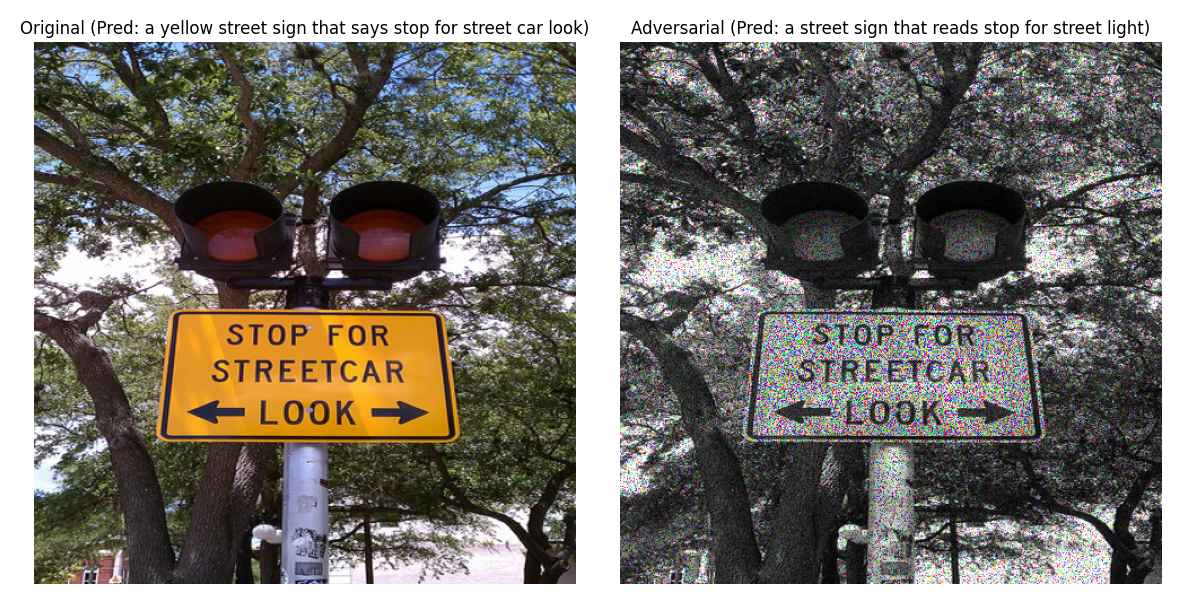 Original (Pred: a yellow street sign that says stop for street car look)
STOP FOR
STREETCAR
LOOK
Adversarial (Pred: a street sign that reads stop for street light)
STOP FOR
STREETCAR
LOOK